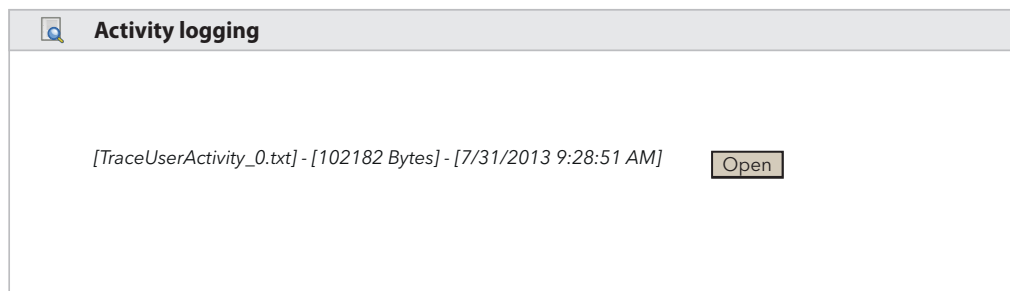 Activity logging
[TraceUserActivity_0.txt] - [102182 Bytes] - [7/31/2013 9:28:51 AM] Open